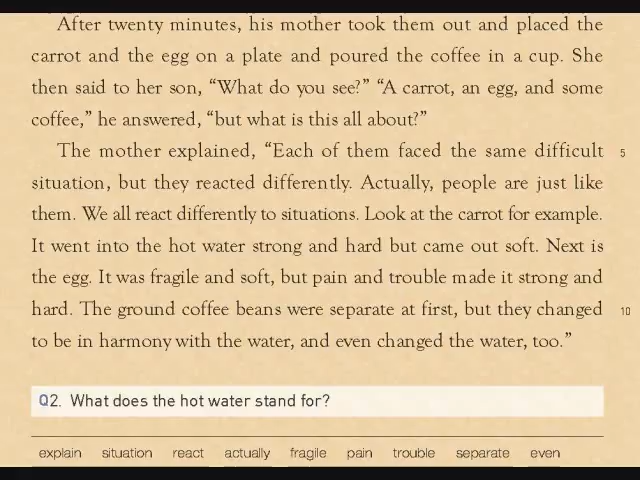 After twenty minutes, his mother took them out and placed the
carrot and the egg on a plate and poured the coffee in a cup. She
then said to her son, “What do you see?” “A carrot, an egg, and some
coffee,” he answered, “but what is this all about?”
The mother explained, “Each of them faced the same difficult 5
situation, but they reacted differently. Actually, people are just like
them. We all react differently to situations. Look at the carrot for example.
It went into the hot water strong and hard but came out soft. Next is
the egg. It was fragile and soft, but pain and trouble made it strong and
hard. The ground coffee beans were separate at first, but they changed 10
to be in harmony with the water, and even changed the water, too.”
Q2. What does the hot water stand for?
explain situation react actually fragile pain trouble separate even